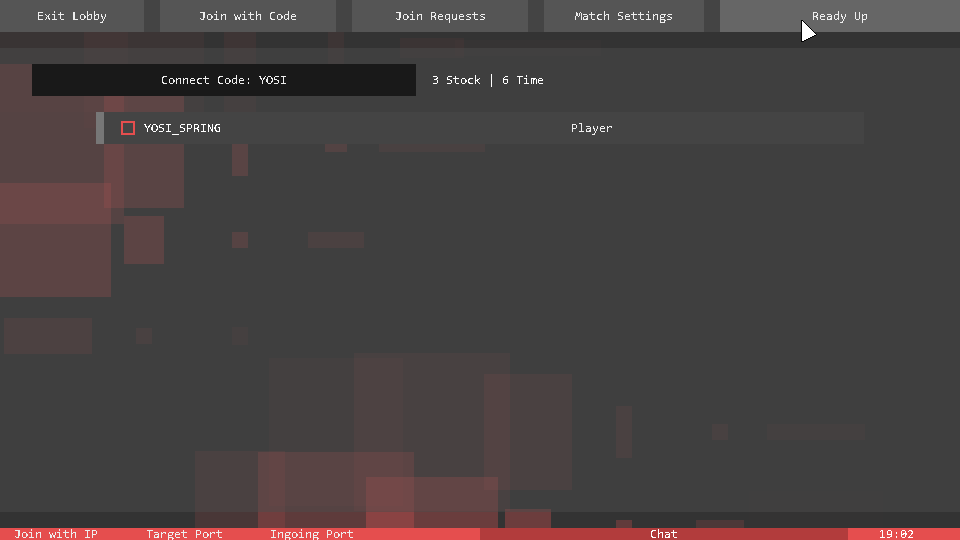 Exit Lobby
Join with Code
Join Requests
Match Settings
Ready Up
Connect Code: YOSI
3 Stock | 6 Time
YOSI_SPRING
Player
Join with IP
Target Port
Ingoing Port
Chat
19:02